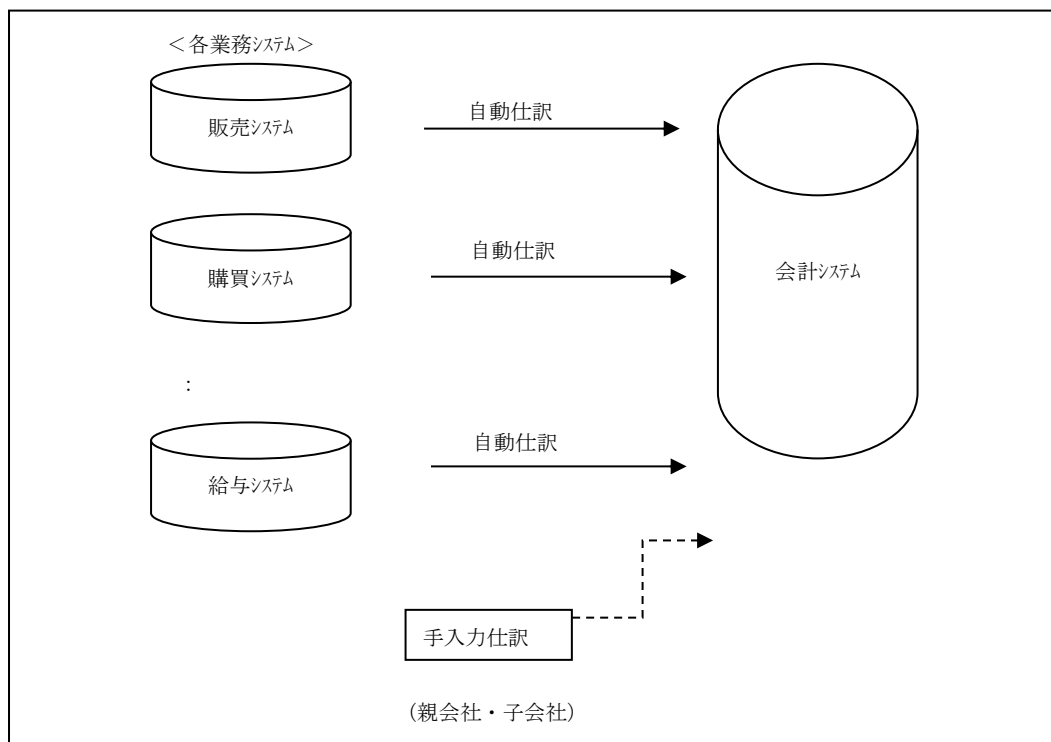 ＜各業務ｼｽﾃﾑ＞
販売ｼｽﾃﾑ
自動仕訳
購買ｼｽﾃﾑ
自動仕訳
会計ｼｽﾃﾑ
：
給与ｼｽﾃﾑ
自動仕訳
手入力仕訳
（親会社・子会社）